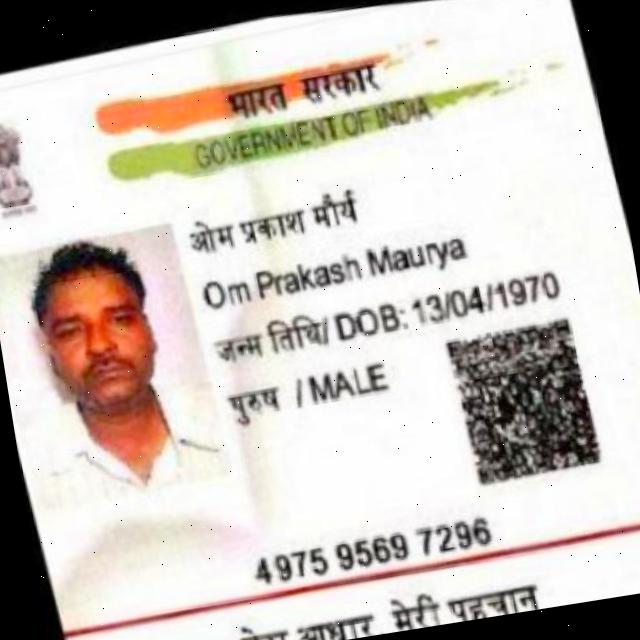 भारत सरकार
GOVERNMENT OF INDIA
ओम प्रकाश मौर्य
Om Prakash Maurya
जन्म तिथि/ DOB: 13/04/1970
पुरुष / MALE
4975 9569 7296
आधार मेरी पहचान